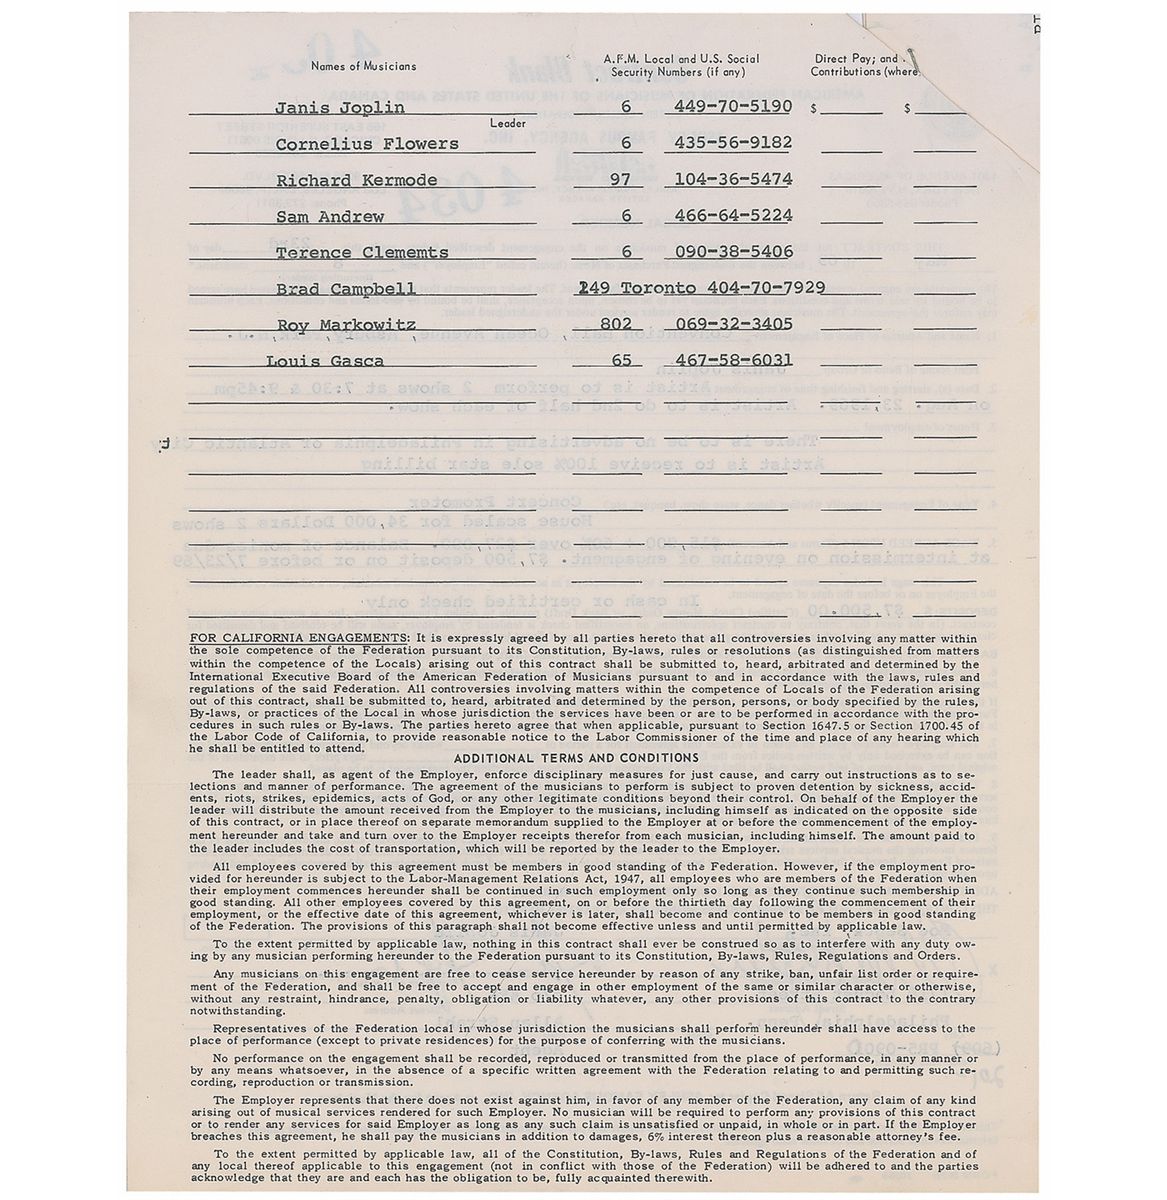 Names of Musicians
A.F.M. Local and U.S. Social
Security Numbers (if any)
Direct Pay; and
Contributions (where
Janis Joplin 6 449-70-5190 $ $
Leader
Cornelius Flowers 6 435-56-9182
Richard Kermode 97 104-36-5474
Sam Andrew 6 466-64-5224
Terence Clememts 6 090-38-5406
Brad Campbell 149 Toronto 404-70-7929
Roy Markowitz 802 069-32-3405
Louis Gasca 65 467-58-6031
FOR CALIFORNIA ENGAGEMENTS: It is expressly agreed by all parties hereto that all controversies involving any matter within
the sole competence of the Federation pursuant to its Constitution, By-laws, rules or resolutions (as distinguished from matters
within the competence of the Locals) arising out of this contract shall be submitted to, heard, arbitrated and determined by the
International Executive Board of the American Federation of Musicians pursuant to and in accordance with the laws, rules and
regulations of the said Federation. All controversies involving matters within the competence of Locals of the Federation arising
out of this contract, shall be submitted to, heard, arbitrated and determined by the person, persons, or body specified by the rules,
By-laws, or practices of the Local in whose jurisdiction the services have been or are to be performed in accordance with the pro-
cedures in such rules or By-laws. The parties hereto agree that when applicable, pursuant to Section 1647.5 or Section 1700.45 of
the Labor Code of California, to provide reasonable notice to the Labor Commissioner of the time and place of any hearing which
he shall be entitled to attend.
ADDITIONAL TERMS AND CONDITIONS
The leader shall, as agent of the Employer, enforce disciplinary measures for just cause, and carry out instructions as to se-
lections and manner of performance. The agreement of the musicians to perform is subject to proven detention by sickness, accid-
ents, riots, strikes, epidemics, acts of God, or any other legitimate conditions beyond their control. On behalf of the Employer the
leader will distribute the amount received from the Employer to the musicians, including himself as indicated on the opposite side
of this contract, or in place thereof on separate memorandum supplied to the Employer at or before the commencement of the employ-
ment hereunder and take and turn over to the Employer receipts therefor from each musician, including himself. The amount paid to
the leader includes the cost of transportation, which will be reported by the leader to the Employer.
All employees covered by this agreement must be members in good standing of the Federation. However, if the employment pro-
vided for hereunder is subject to the Labor-Management Relations Act, 1947, all employees who are members of the Federation when
their employment commences hereunder shall be continued in such employment only so long as they continue such membership in
good standing. All other employees covered by this agreement, on or before the thirtieth day following the commencement of their
employment, or the effective date of this agreement, whichever is later, shall become and continue to be members in good standing
of the Federation. The provisions of this paragraph shall not become effective unless and until permitted by applicable law.
To the extent permitted by applicable law, nothing in this contract shall ever be construed so as to interfere with any duty ow-
ing by any musician performing hereunder to the Federation pursuant to its Constitution, By-laws, Rules, Regulations and Orders.
Any musicians on this engagement are free to cease service hereunder by reason of any strike, ban, unfair list order or require-
ment of the Federation, and shall be free to accept and engage in other employment of the same or similar character or otherwise,
without any restraint, hindrance, penalty, obligation or liability whatever, any other provisions of this contract to the contrary
notwithstanding.
Representatives of the Federation local in whose jurisdiction the musicians shall perform hereunder shall have access to the
place of performance (except to private residences) for the purpose of conferring with the musicians.
No performance on the engagement shall be recorded, reproduced or transmitted from the place of performance, in any manner or
by any means whatsoever, in the absence of a specific written agreement with the Federation relating to and permitting such re-
cording, reproduction or transmission.
The Employer represents that there does not exist against him, in favor of any member of the Federation, any claim of any kind
arising out of musical services rendered for such Employer. No musician will be required to perform any provisions of this contract
or to render any services for said Employer as long as any such claim is unsatisfied or unpaid, in whole or in part. If the Employer
breaches this agreement, he shall pay the musicians in addition to damages, 6% interest thereon plus a reasonable attorney's fee.
To the extent permitted by applicable law, all of the Constitution, By-laws, Rules and Regulations of the Federation and of
any local thereof applicable to this engagement (not in conflict with those of the Federation) will be adhered to and the parties
acknowledge that they are and each has the obligation to be, fully acquainted therewith.